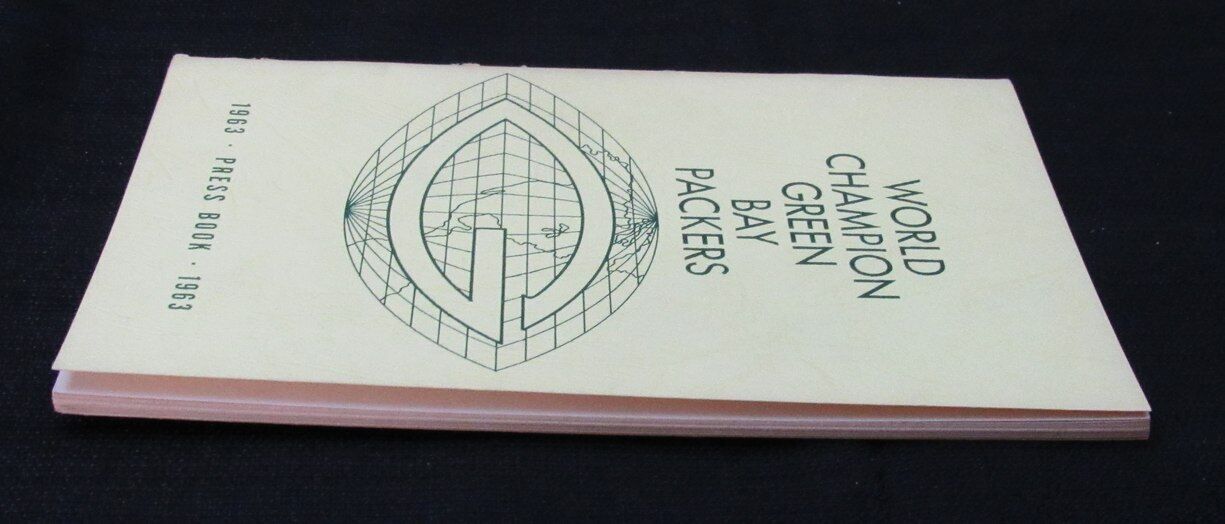 WORLD
CHAMPION
GREEN
BAY
PACKERS
G
1963 · PRESS BOOK · 1963